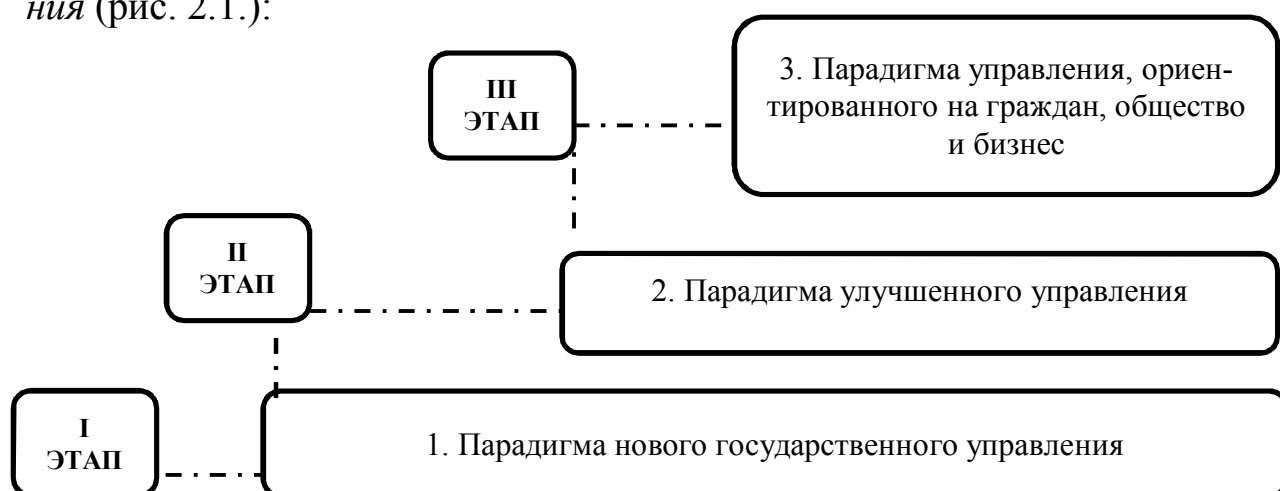 ния (рис. 2.1.):
III
ЭТАП
3. Парадигма управления, ориен-
тированного на граждан, общество
и бизнес
II
ЭТАП
2. Парадигма улучшенного управления
I
ЭТАП
1. Парадигма нового государственного управления